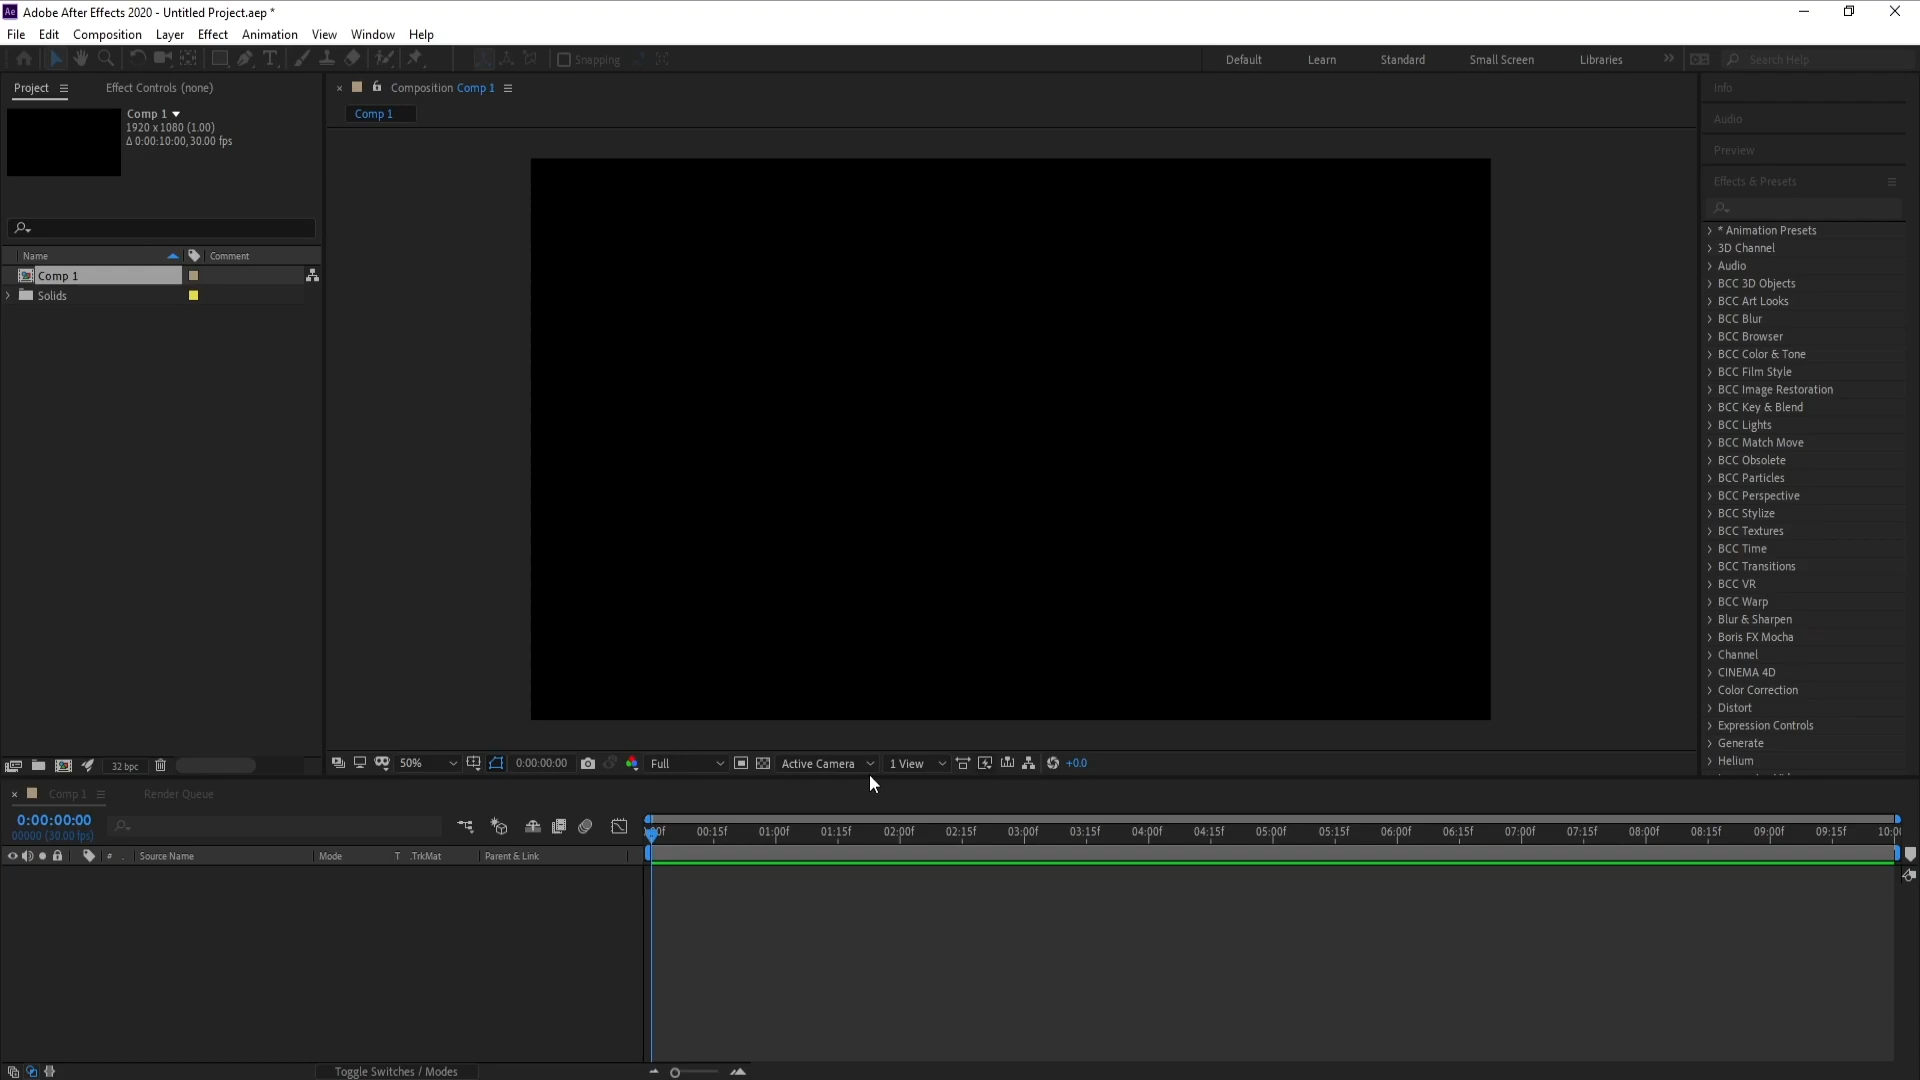 Ae Adobe After Effects 2020 - Untitled Project.aep *
File Edit Composition Layer Effect Animation View Window Help
Snapping Default Learn Standard Small Screen Libraries Search Help
Project Effect Controls (none)
Comp 1
1920 x 1080 (1.00)
Δ 0:00:10:00, 30.00 fps
Name Comment
Comp 1
Solids
32 bpc
Composition Comp 1
Comp 1
50% 0:00:00:00 Full Active Camera 1 View +0.0
Info
Audio
Preview
Effects & Presets
* Animation Presets
3D Channel
Audio
BCC 3D Objects
BCC Art Looks
BCC Blur
BCC Browser
BCC Color & Tone
BCC Film Style
BCC Image Restoration
BCC Key & Blend
BCC Lights
BCC Match Move
BCC Obsolete
BCC Particles
BCC Perspective
BCC Stylize
BCC Textures
BCC Time
BCC Transitions
BCC VR
BCC Warp
Blur & Sharpen
Boris FX Mocha
Channel
CINEMA 4D
Color Correction
Distort
Expression Controls
Generate
Helium
Comp 1 Render Queue
0:00:00:00
00000 (30.00 fps)
00:15f 01:00f 01:15f 02:00f 02:15f 03:00f 03:15f 04:00f 04:15f 05:00f 05:15f 06:00f 06:15f 07:00f 07:15f 08:00f 08:15f 09:00f 09:15f
# Source Name Mode T .TrkMat Parent & Link
Toggle Switches / Modes